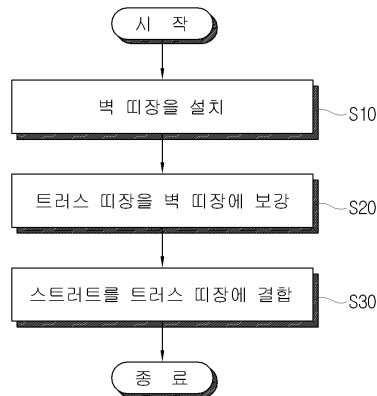 시 작
벽 띠장을 설치
S10
트러스 띠장을 벽 띠장에 보강
S20
스트러트를 트러스 띠장에 결합
S30
종 료